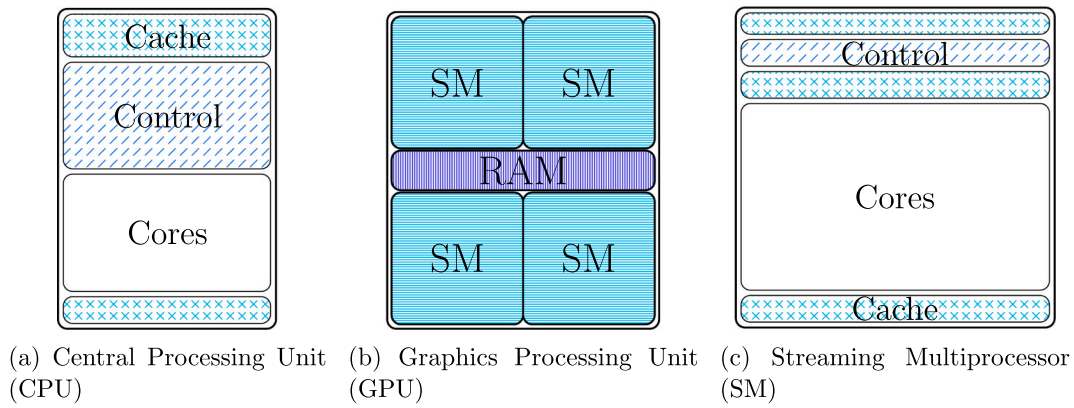 Cache
Control
Cores
(a) Central Processing Unit
(CPU)
SM SM
RAM
SM SM
(b) Graphics Processing Unit
(GPU)
Control
Cores
Cache
(c) Streaming Multiprocessor
(SM)